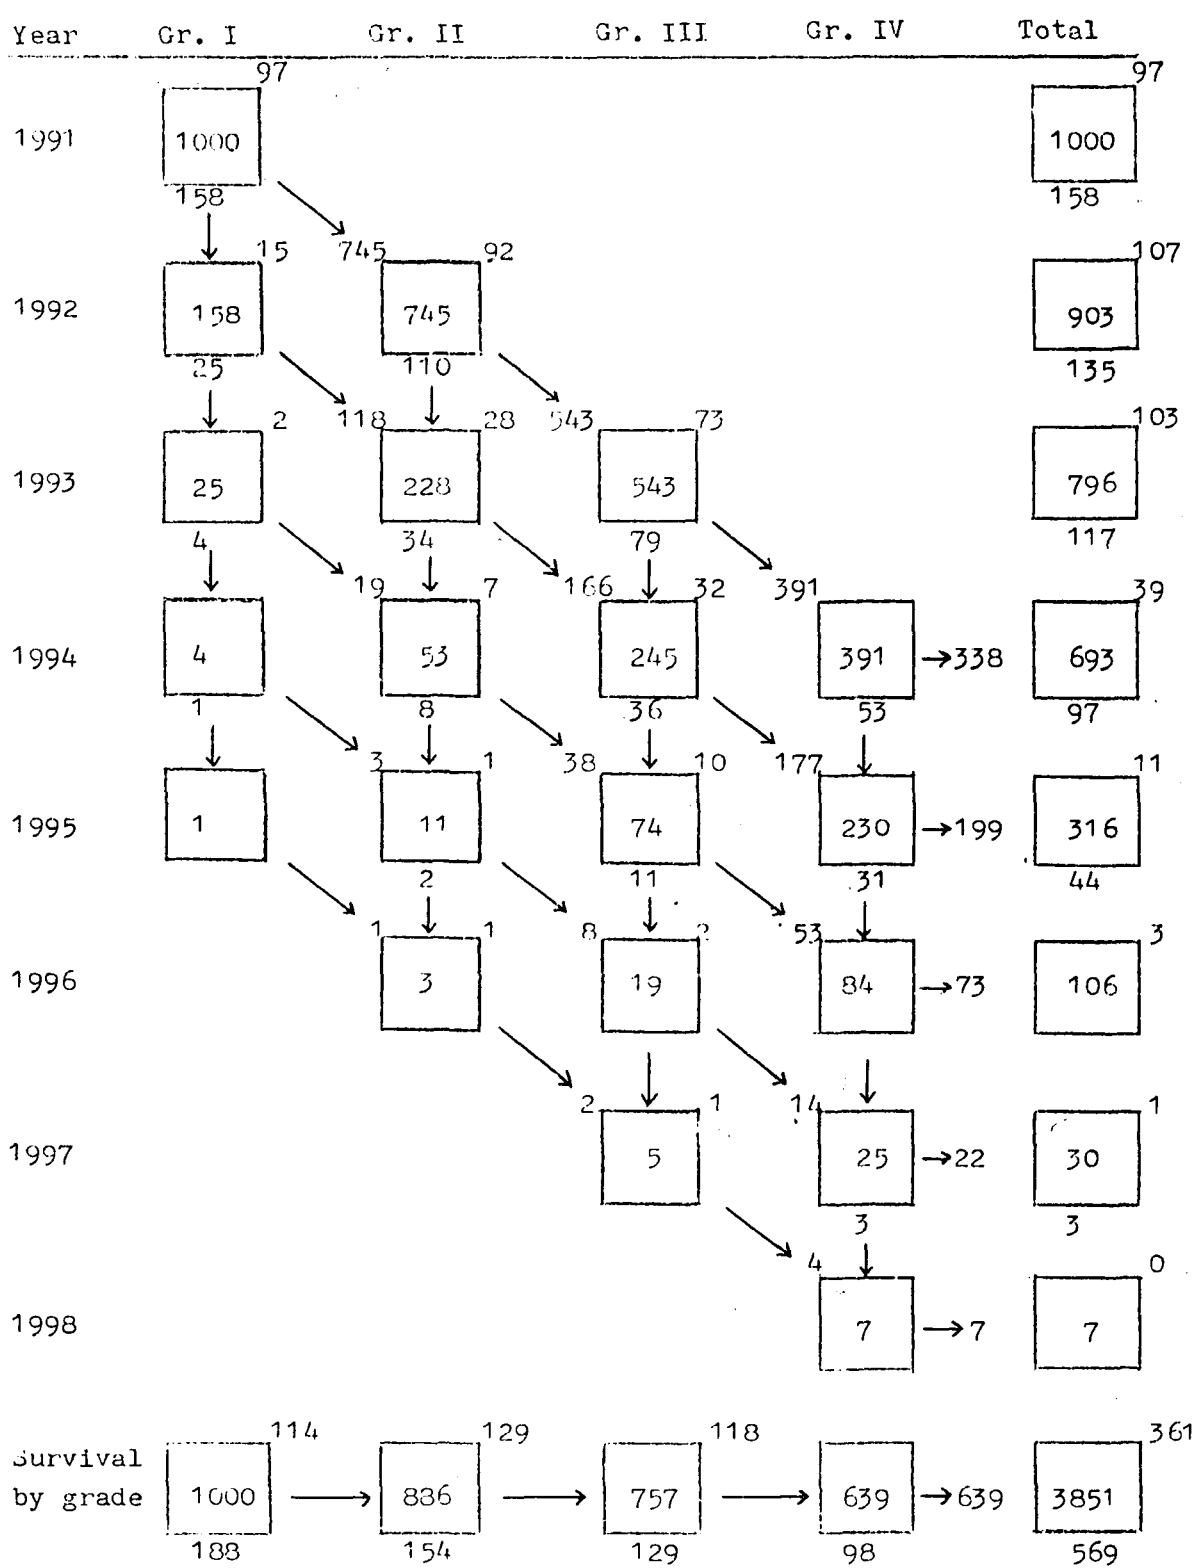 Year Gr. I Gr. II Gr. III Gr. IV Total
97 97
1991 1000 1000
158 158
15 745 92 107
1992 158 745 903
25 110 135
2 118 28 543 73 103
1993 25 228 543 796
4 34 79 117
19 7 166 32 391 39
1994 4 53 245 391 →338 693
1 8 36 53 97
3 1 38 10 177 11
1995 1 11 74 230 →199 316
2 11 31 44
1 1 8 2 53 3
1996 3 19 84 →73 106
2 1 14 1
1997 5 25 →22 30
3 3
4 0
1998 7 →7 7
114 129 118 361
Survival
by grade 1000 → 886 → 757 → 639 →639 3851
188 154 129 98 569